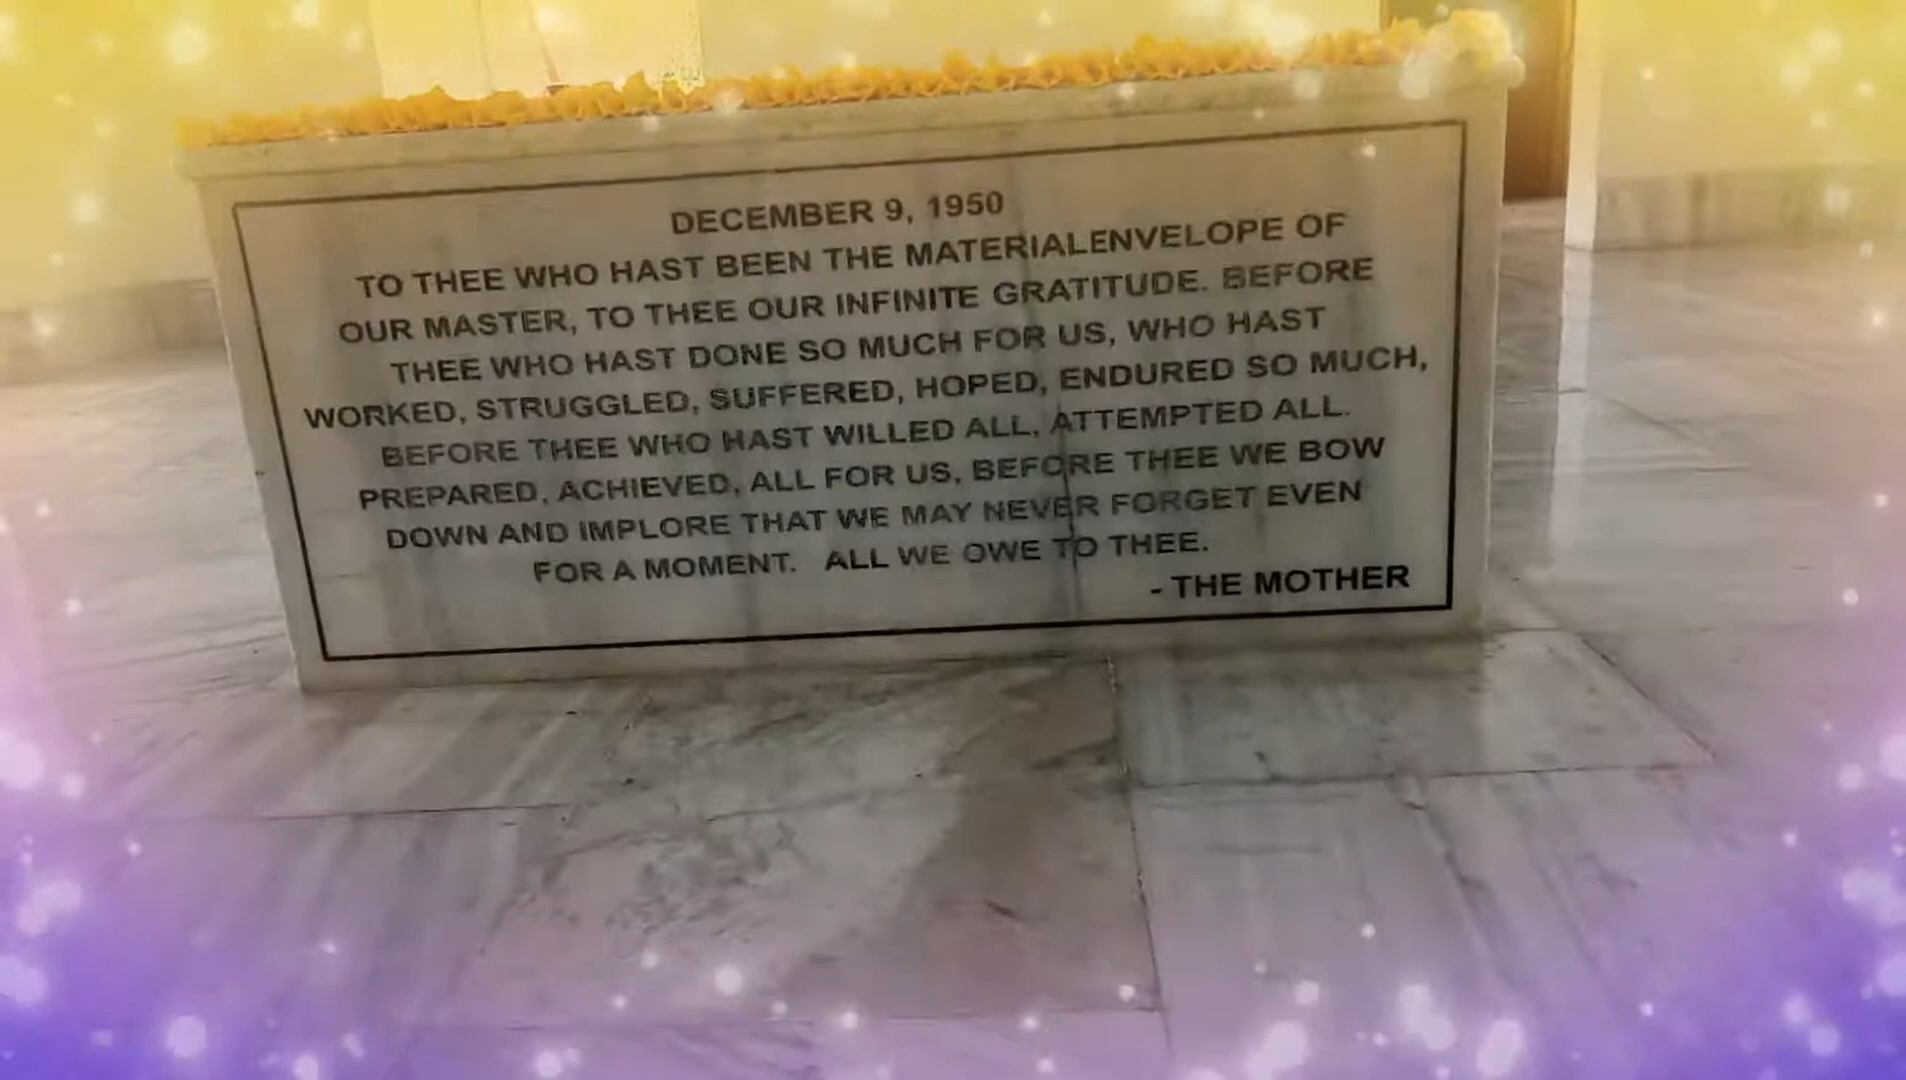 DECEMBER 9, 1950
TO THEE WHO HAST BEEN THE MATERIALENVELOPE OF
OUR MASTER, TO THEE OUR INFINITE GRATITUDE. BEFORE
THEE WHO HAST DONE SO MUCH FOR US, WHO HAST
WORKED, STRUGGLED, SUFFERED, HOPED, ENDURED SO MUCH,
BEFORE THEE WHO HAST WILLED ALL, ATTEMPTED ALL.
PREPARED, ACHIEVED, ALL FOR US, BEFORE THEE WE BOW
DOWN AND IMPLORE THAT WE MAY NEVER FORGET EVEN
FOR A MOMENT. ALL WE OWE TO THEE.
- THE MOTHER